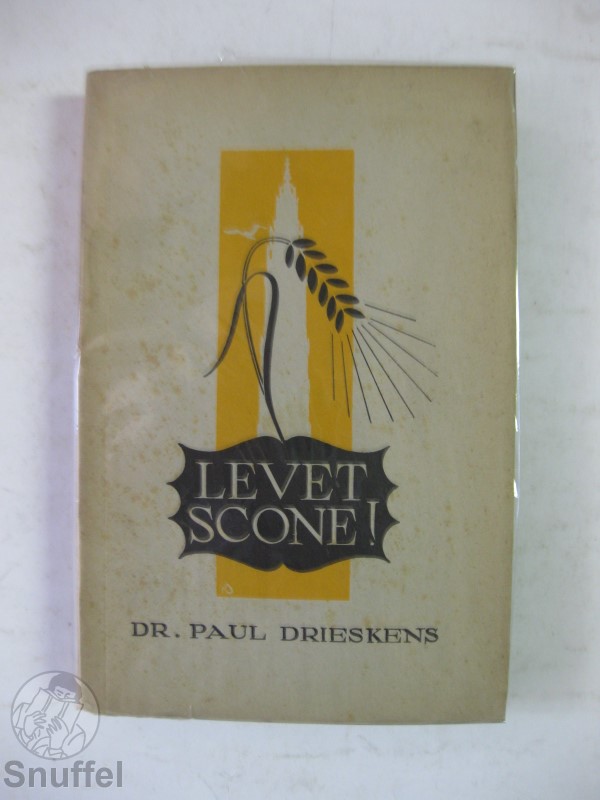 LEVET
SCONE!
DR. PAUL DRIESKENS
Snuffel